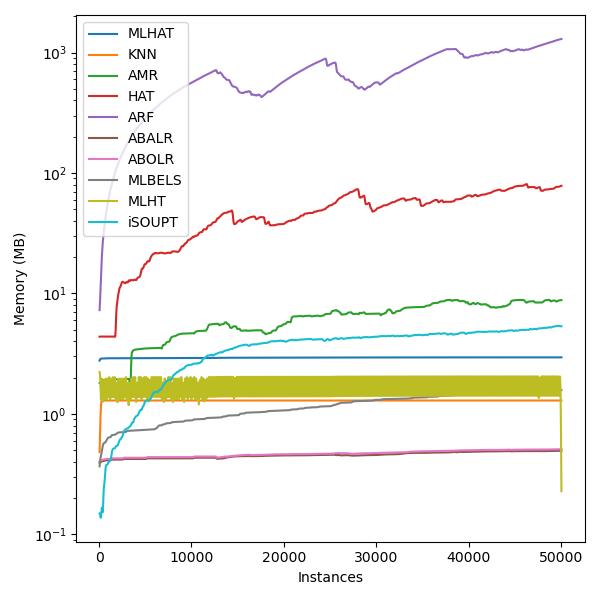 MLHAT
KNN
AMR
HAT
ARF
ABALR
ABOLR
MLBELS
MLHT
iSOUPT
Memory (MB)
10³
10²
10¹
10⁰
10⁻¹
0 10000 20000 30000 40000 50000
Instances